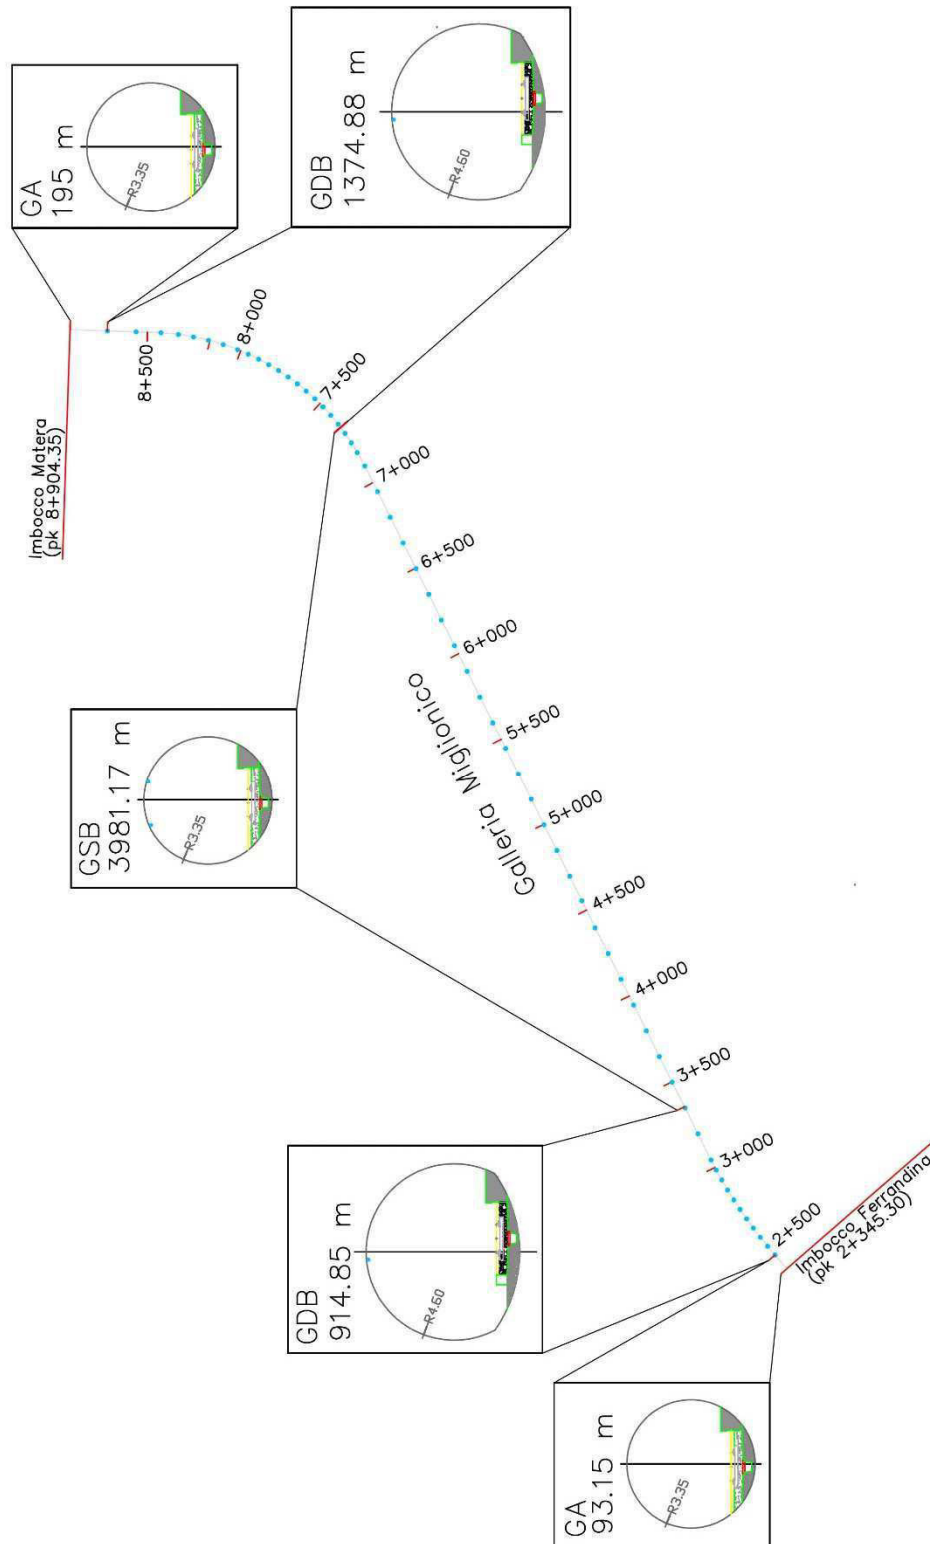 GA
195 m
R3.35
GDB
1374.88 m
R4.60
Imbocco Matera
(pk 8+904.35)
8+500
8+000
7+500
7+000
6+500
6+000
5+500
5+000
4+500
4+000
3+500
3+000
2+500
Galleria Miglionico
GSB
3981.17 m
R3.35
GDB
914.85 m
R4.60
Imbocco Ferrandina
(pk 2+345.30)
GA
93.15 m
R3.35